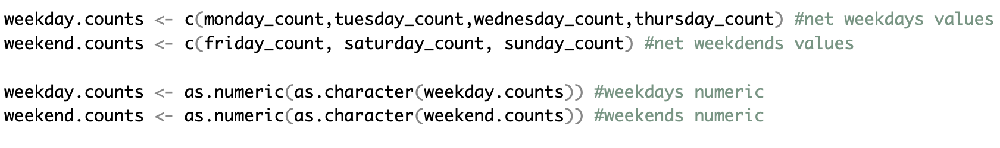 weekday.counts <- c(monday_count,tuesday_count,wednesday_count,thursday_count) #net weekdays values
weekend.counts <- c(friday_count, saturday_count, sunday_count) #net weekdends values
weekday.counts <- as.numeric(as.character(weekday.counts)) #weekdays numeric
weekend.counts <- as.numeric(as.character(weekend.counts)) #weekends numeric